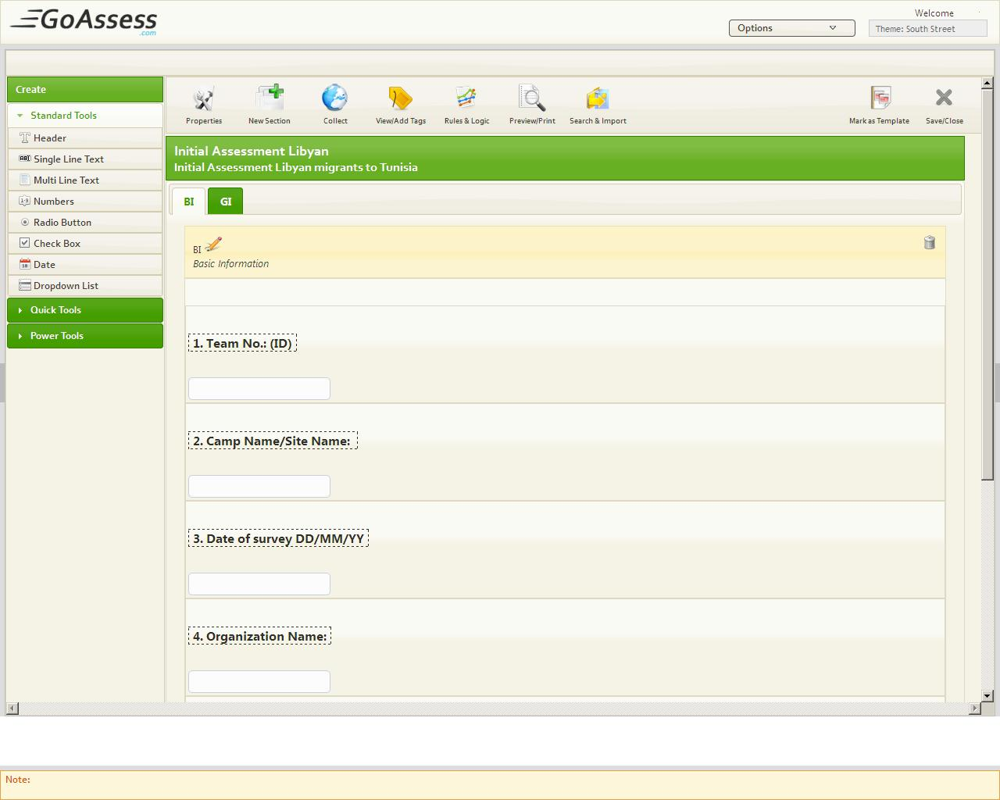 GoAssess
.com
Welcome
Options
Theme: South Street
Create
Standard Tools
Header
Single Line Text
Multi Line Text
Numbers
Radio Button
Check Box
Date
Dropdown List
Quick Tools
Power Tools
Properties
New Section
Collect
View/Add Tags
Rules & Logic
Preview/Print
Search & Import
Mark as Template
Save/Close
Initial Assessment Libyan
Initial Assessment Libyan migrants to Tunisia
BI
GI
BI
Basic Information
1. Team No.: (ID)
2. Camp Name/Site Name:
3. Date of survey DD/MM/YY
4. Organization Name:
Note: